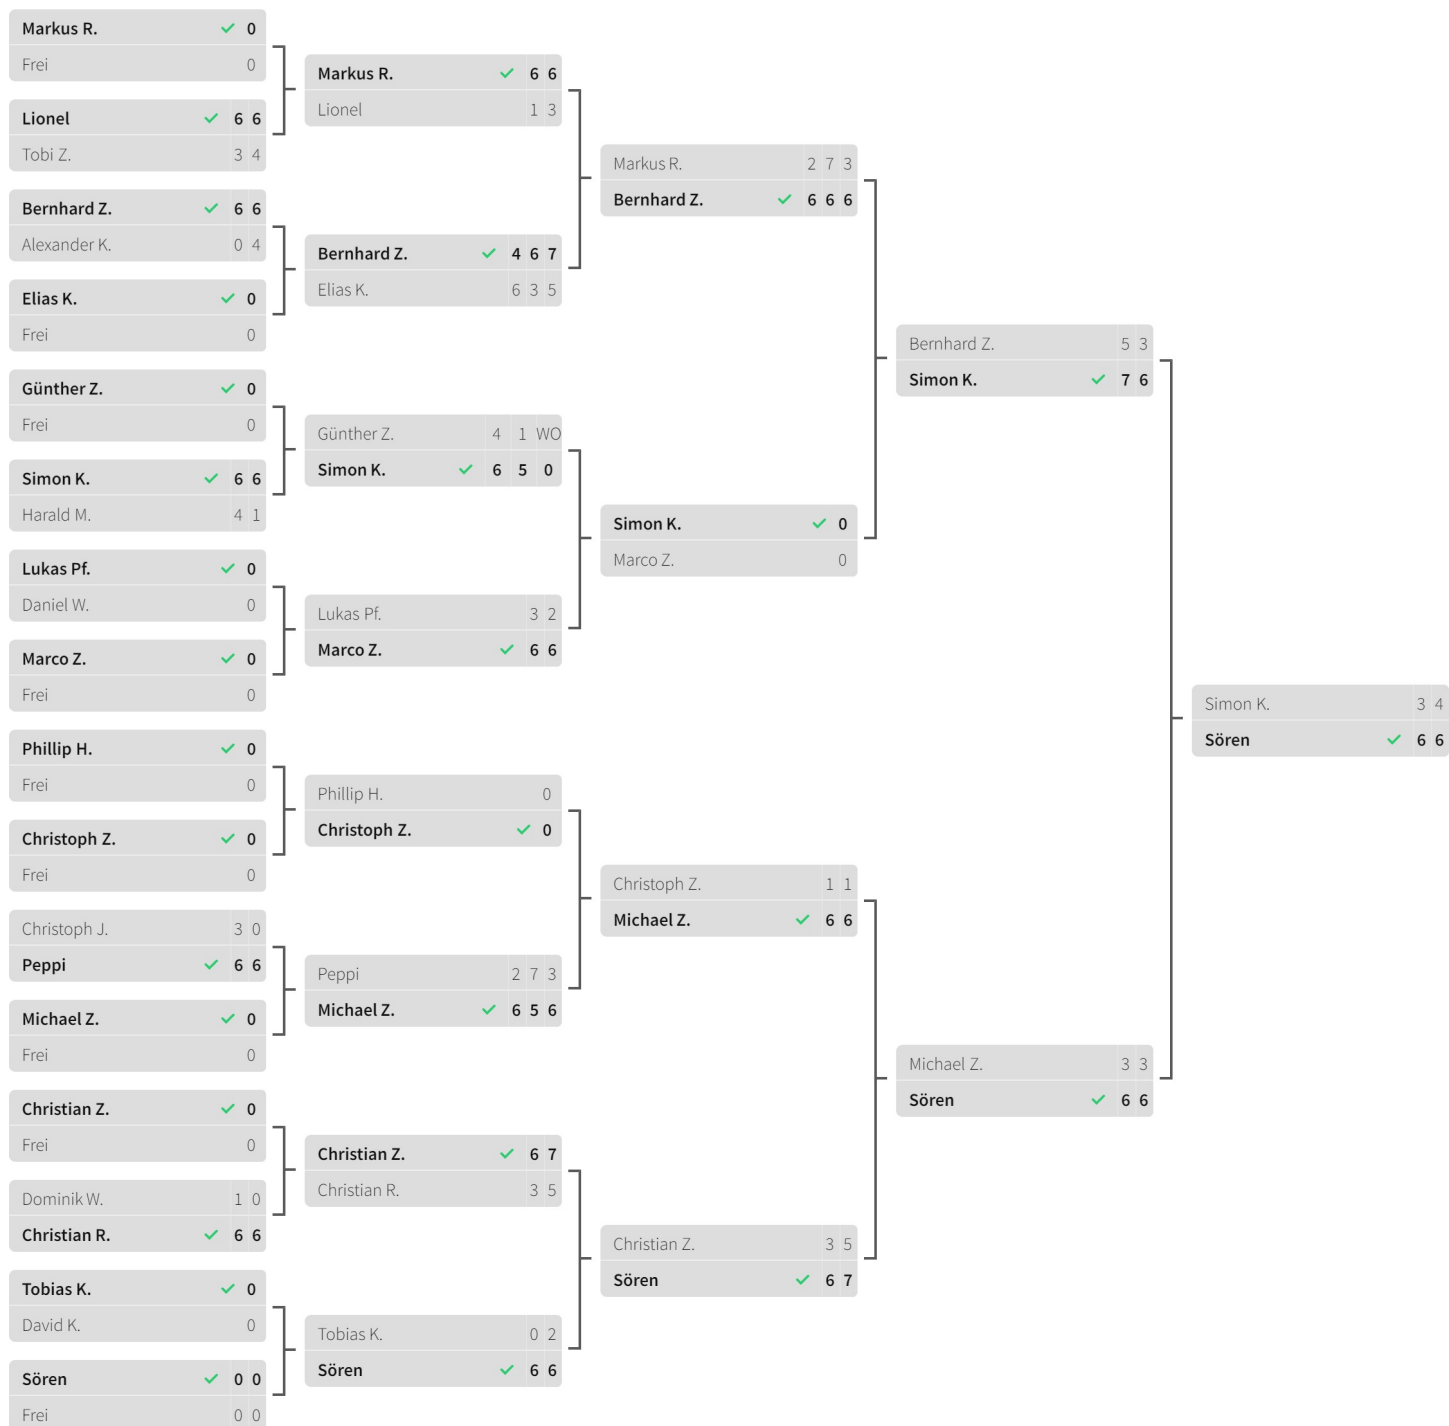 Markus R. 0
Frei 0
Lionel 6 6
Tobi Z. 3 4
Bernhard Z. 6 6
Alexander K. 0 4
Elias K. 0
Frei 0
Günther Z. 0
Frei 0
Simon K. 6 6
Harald M. 4 1
Lukas Pf. 0
Daniel W. 0
Marco Z. 0
Frei 0
Phillip H. 0
Frei 0
Christoph Z. 0
Frei 0
Christoph J. 3 0
Peppi 6 6
Michael Z. 0
Frei 0
Christian Z. 0
Frei 0
Dominik W. 1 0
Christian R. 6 6
Tobias K. 0
David K. 0
Sören 0 0
Frei 0 0
Markus R. 6 6
Lionel 1 3
Bernhard Z. 4 6 7
Elias K. 6 3 5
Günther Z. 4 1 WO
Simon K. 6 5 0
Lukas Pf. 3 2
Marco Z. 6 6
Phillip H. 0
Christoph Z. 0
Peppi 2 7 3
Michael Z. 6 5 6
Christian Z. 6 7
Christian R. 3 5
Tobias K. 0 2
Sören 6 6
Markus R. 2 7 3
Bernhard Z. 6 6 6
Simon K. 0
Marco Z. 0
Christoph Z. 1 1
Michael Z. 6 6
Christian Z. 3 5
Sören 6 7
Bernhard Z. 5 3
Simon K. 7 6
Michael Z. 3 3
Sören 6 6
Simon K. 3 4
Sören 6 6